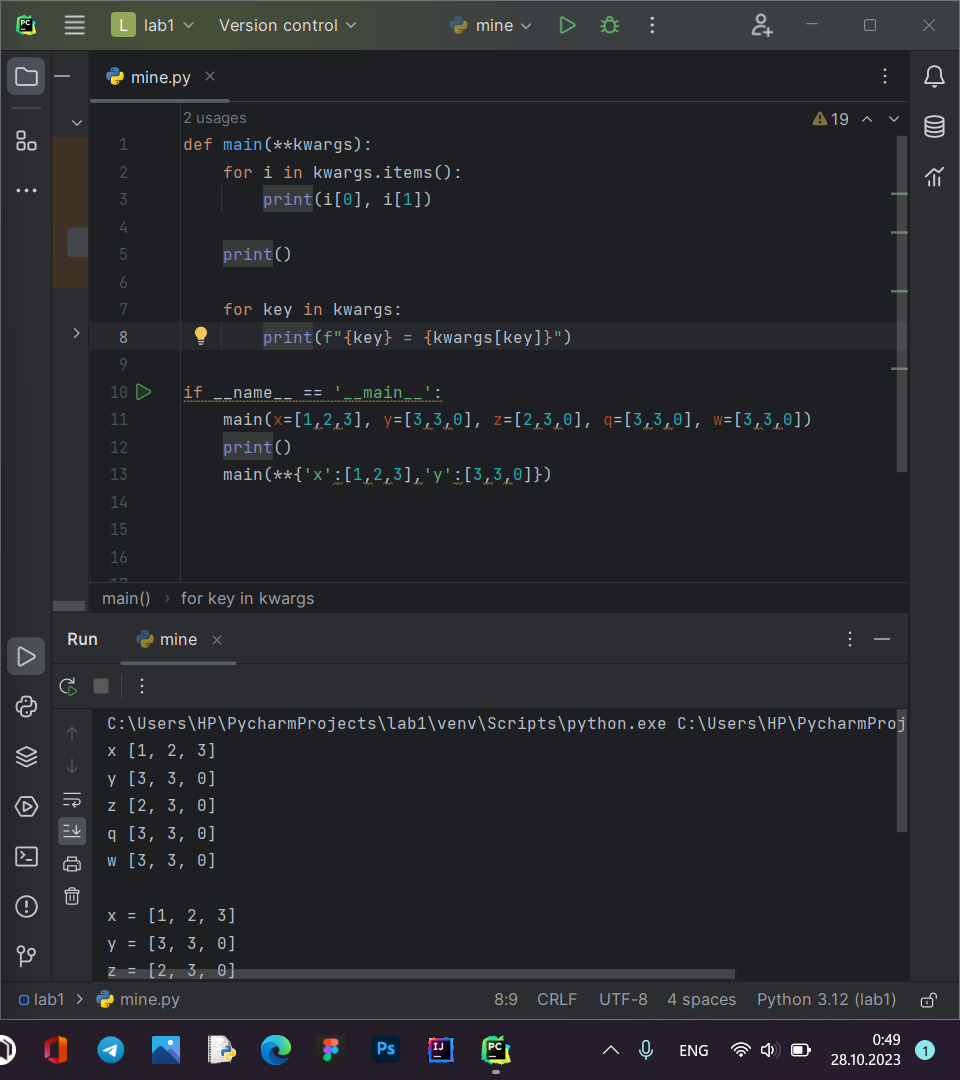 PC
L lab1 Version control mine
mine.py
2 usages
19
1 def main(**kwargs):
2 for i in kwargs.items():
3 print(i[0], i[1])
4
5 print()
6
7 for key in kwargs:
8 print(f"{key} = {kwargs[key]}")
9
10 if __name__ == '__main__':
11 main(x=[1,2,3], y=[3,3,0], z=[2,3,0], q=[3,3,0], w=[3,3,0])
12 print()
13 main(**{'x':[1,2,3],'y':[3,3,0]})
14
15
16
17
main() › for key in kwargs
Run mine
C:\Users\HP\PycharmProjects\lab1\venv\Scripts\python.exe C:\Users\HP\PycharmProj
x [1, 2, 3]
y [3, 3, 0]
z [2, 3, 0]
q [3, 3, 0]
w [3, 3, 0]
x = [1, 2, 3]
y = [3, 3, 0]
z = [2, 3, 0]
lab1 > mine.py 8:9 CRLF UTF-8 4 spaces Python 3.12 (lab1)
Ps IJ PC ENG 0:49
28.10.2023 1